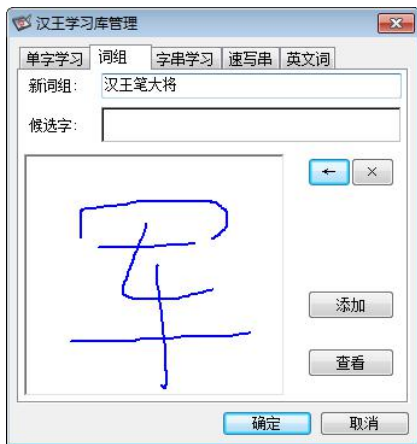 汉王学习库管理
单字学习 词组 字串学习 速写串 英文词
新词组： 汉王笔大将
候选字：
军
← ×
添加
查看
确定 取消